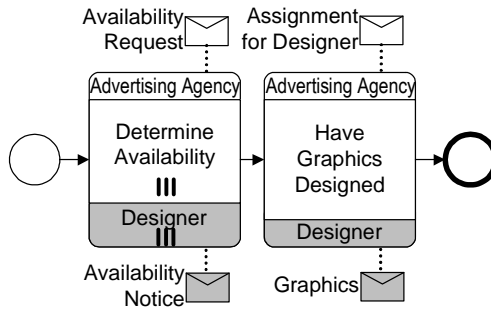 Availability
Request
Assignment
for Designer
Advertising Agency
Advertising Agency
Determine
Availability
Have
Graphics
Designed
Designer
Designer
Availability
Notice
Graphics